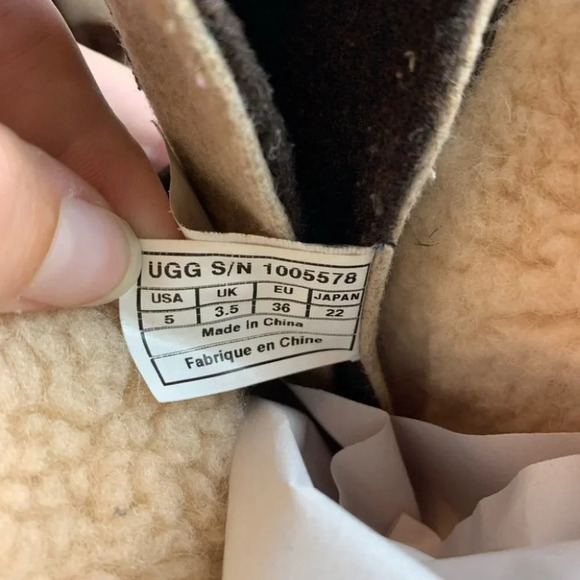 UGG S/N 1005578
USA UK EU JAPAN
5 3.5 36 22
Made in China
Fabrique en Chine